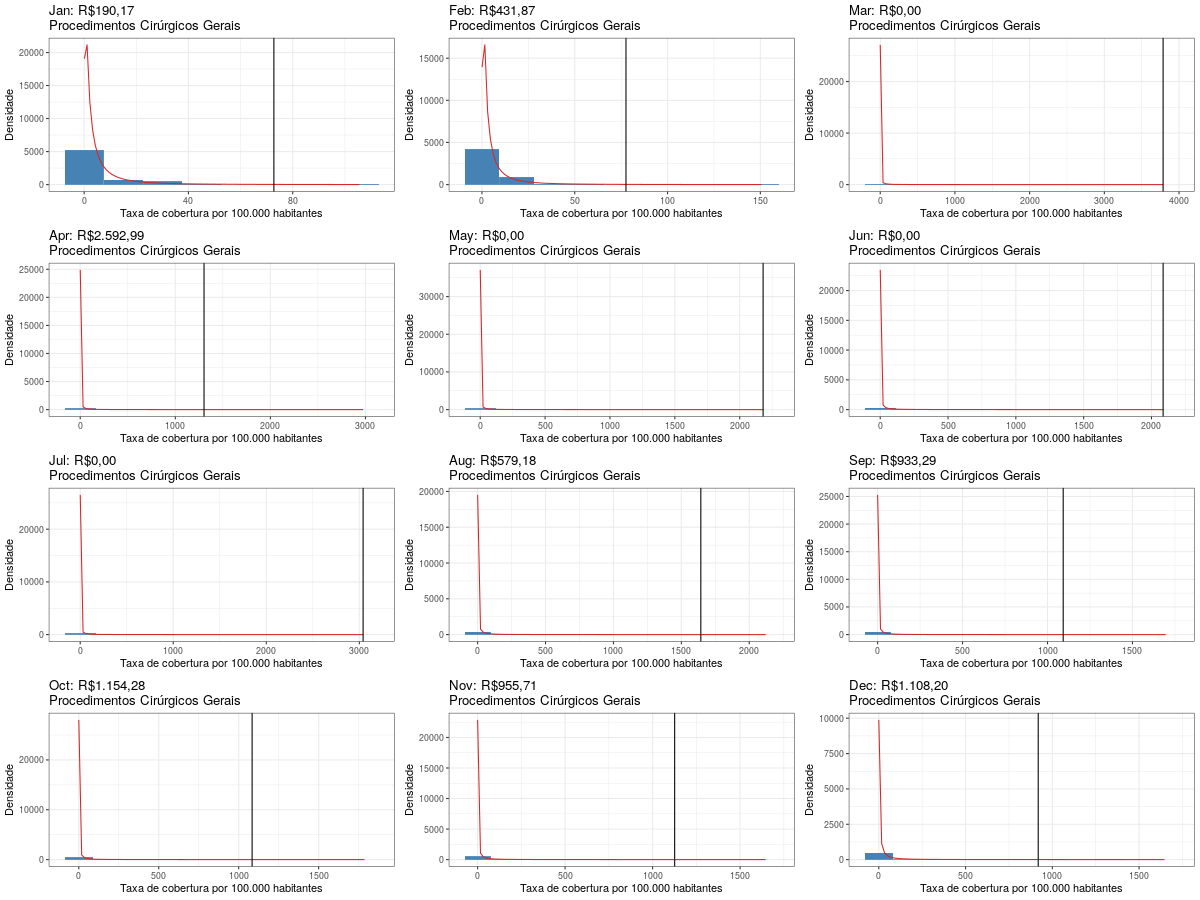 Jan: R$190,17
Procedimentos Cirúrgicos Gerais
Densidade
20000
15000
10000
5000
0
0 40 80
Taxa de cobertura por 100.000 habitantes
Feb: R$431,87
Procedimentos Cirúrgicos Gerais
Densidade
15000
10000
5000
0
0 50 100 150
Taxa de cobertura por 100.000 habitantes
Mar: R$0,00
Procedimentos Cirúrgicos Gerais
Densidade
20000
10000
0
0 1000 2000 3000 4000
Taxa de cobertura por 100.000 habitantes
Apr: R$2.592,99
Procedimentos Cirúrgicos Gerais
Densidade
25000
20000
15000
10000
5000
0
0 1000 2000 3000
Taxa de cobertura por 100.000 habitantes
May: R$0,00
Procedimentos Cirúrgicos Gerais
Densidade
30000
20000
10000
0
0 500 1000 1500 2000
Taxa de cobertura por 100.000 habitantes
Jun: R$0,00
Procedimentos Cirúrgicos Gerais
Densidade
20000
15000
10000
5000
0
0 500 1000 1500 2000
Taxa de cobertura por 100.000 habitantes
Jul: R$0,00
Procedimentos Cirúrgicos Gerais
Densidade
20000
10000
0
0 1000 2000 3000
Taxa de cobertura por 100.000 habitantes
Aug: R$579,18
Procedimentos Cirúrgicos Gerais
Densidade
20000
15000
10000
5000
0
0 500 1000 1500 2000
Taxa de cobertura por 100.000 habitantes
Sep: R$933,29
Procedimentos Cirúrgicos Gerais
Densidade
25000
20000
15000
10000
5000
0
0 500 1000 1500
Taxa de cobertura por 100.000 habitantes
Oct: R$1.154,28
Procedimentos Cirúrgicos Gerais
Densidade
20000
10000
0
0 500 1000 1500
Taxa de cobertura por 100.000 habitantes
Nov: R$955,71
Procedimentos Cirúrgicos Gerais
Densidade
20000
15000
10000
5000
0
0 500 1000 1500
Taxa de cobertura por 100.000 habitantes
Dec: R$1.108,20
Procedimentos Cirúrgicos Gerais
Densidade
10000
7500
5000
2500
0
0 500 1000 1500
Taxa de cobertura por 100.000 habitantes